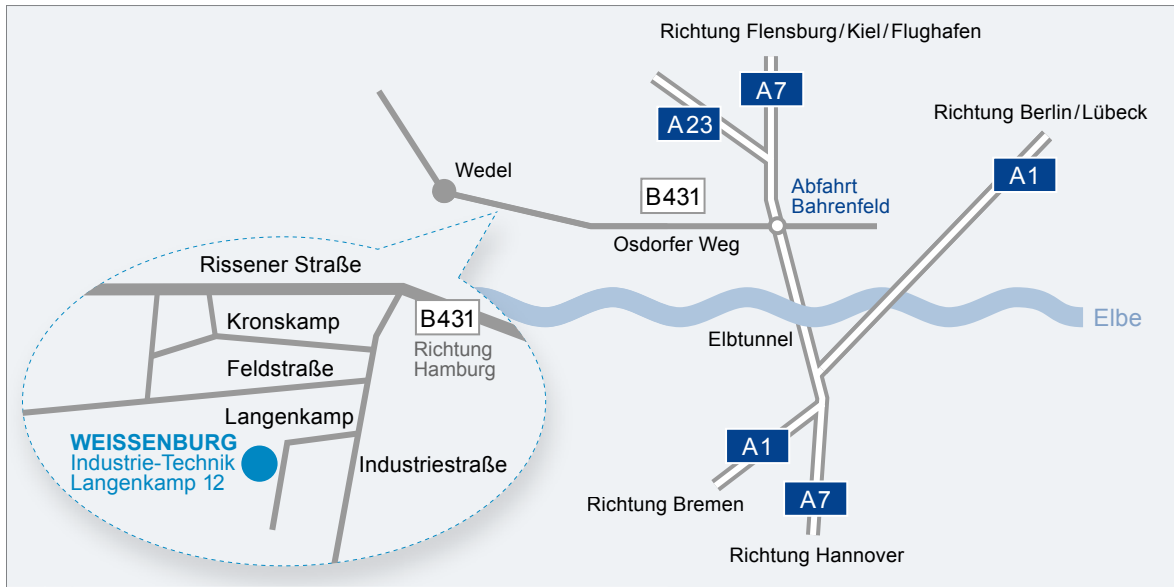 Richtung Flensburg/Kiel/Flughafen
A7
A23
Richtung Berlin/Lübeck
A1
Wedel
B431
Abfahrt
Bahrenfeld
Osdorfer Weg
Rissener Straße
B431
Richtung
Hamburg
Kronskamp
Elbe
Elbtunnel
Feldstraße
Langenkamp
WEISSENBURG
Industrie-Technik
Langenkamp 12
Industriestraße
A1
Richtung Bremen
A7
Richtung Hannover